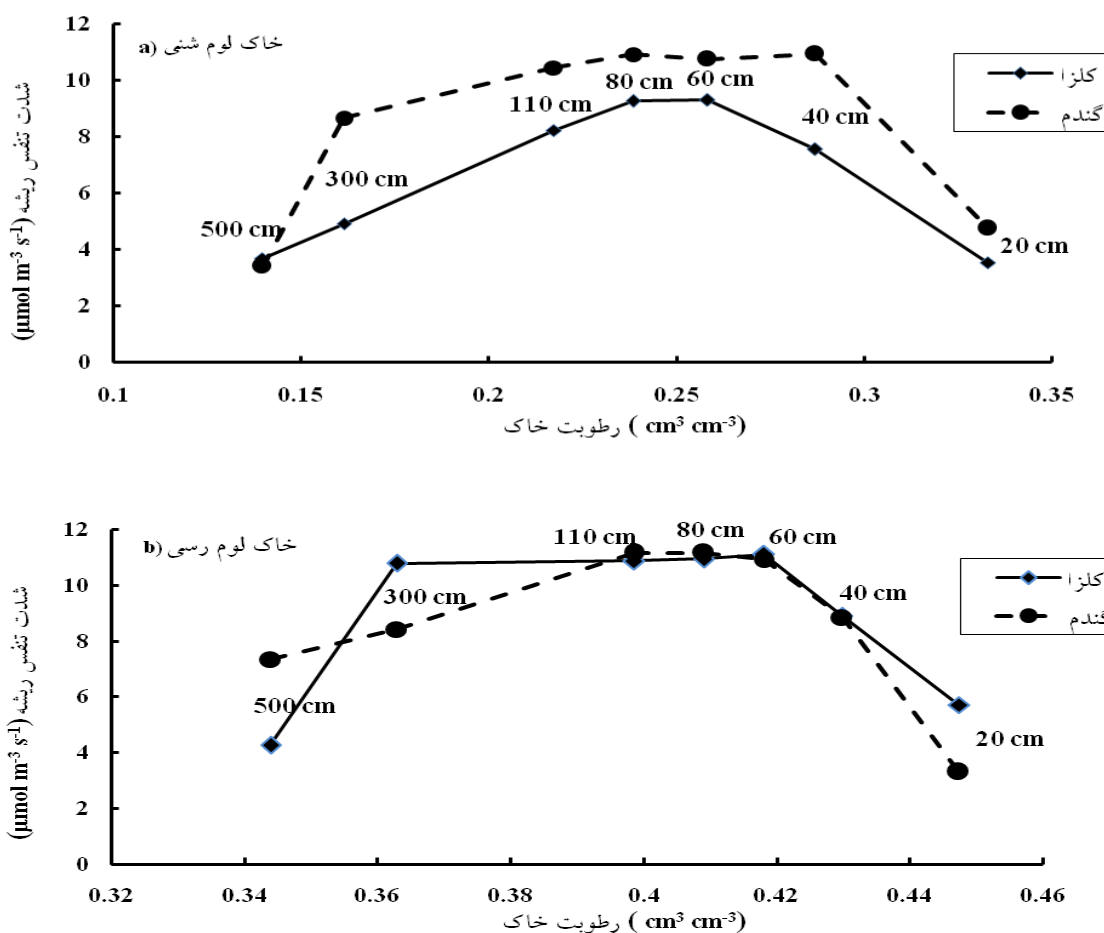 a) خاک لوم شنی
شدت تنفس ریشه (µmol m-3 s-1)
12
10
8
6
4
2
0
500 cm
300 cm
110 cm
80 cm
60 cm
40 cm
20 cm
کلزا
گندم
0.1
0.15
0.2
0.25
0.3
0.35
رطوبت خاک ( cm³ cm-³)
b) خاک لوم رسی
شدت تنفس ریشه (µmol m-3 s-1)
12
10
8
6
4
2
0
500 cm
300 cm
110 cm
80 cm
60 cm
40 cm
20 cm
کلزا
گندم
0.32
0.34
0.36
0.38
0.4
0.42
0.44
0.46
رطوبت خاک ( cm³ cm-³)